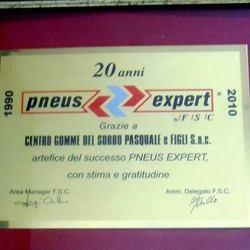 20 anni
1990
pneus expert
2010
FSC
Grazie a
CENTRO GOMME DEL SORBO PASQUALE e FIGLI S.n.c.
artefice del successo PNEUS EXPERT,
con stima e gratitudine
Area Manager F.S.C.
Amm. Delegato F.S.C.